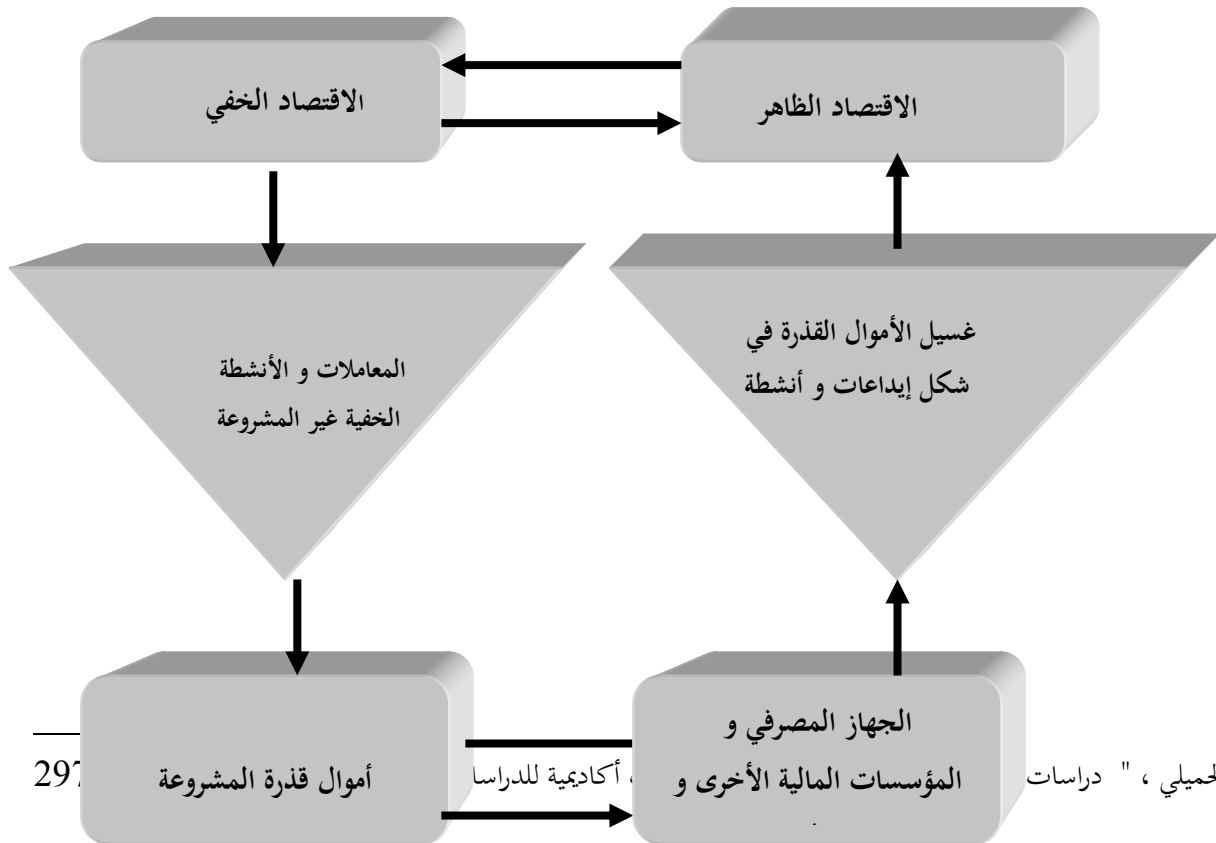 الاقتصاد الظاهر
الاقتصاد الخفي
غسيل الأموال القذرة في
شكل إيداعات و أنشطة
المعاملات و الأنشطة
الخفية غير المشروعة
الجهاز المصرفي و
المؤسسات المالية الأخرى و
أموال قذرة المشروعة
، " دراسات ، أكاديمية 297